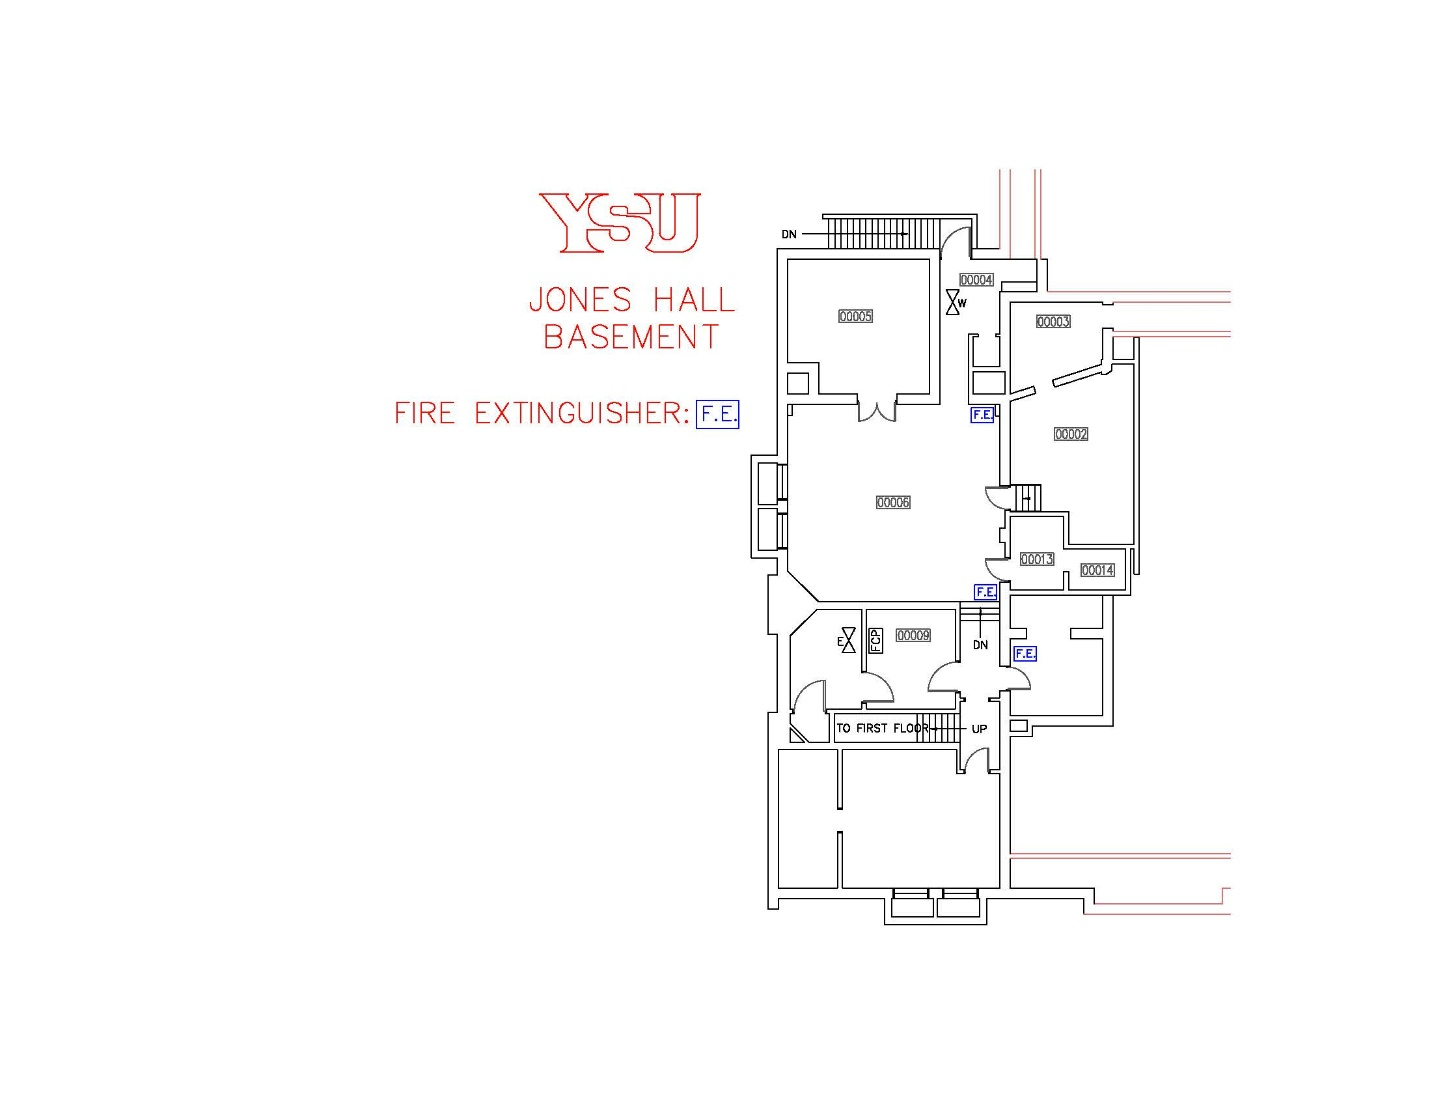 YSU
JONES HALL
BASEMENT
FIRE EXTINGUISHER: F.E.
DN
00004
W
00005
00003
F.E.
00002
00006
00013
00014
F.E.
E
FCP
00009
DN
F.E.
TO FIRST FLOOR
UP